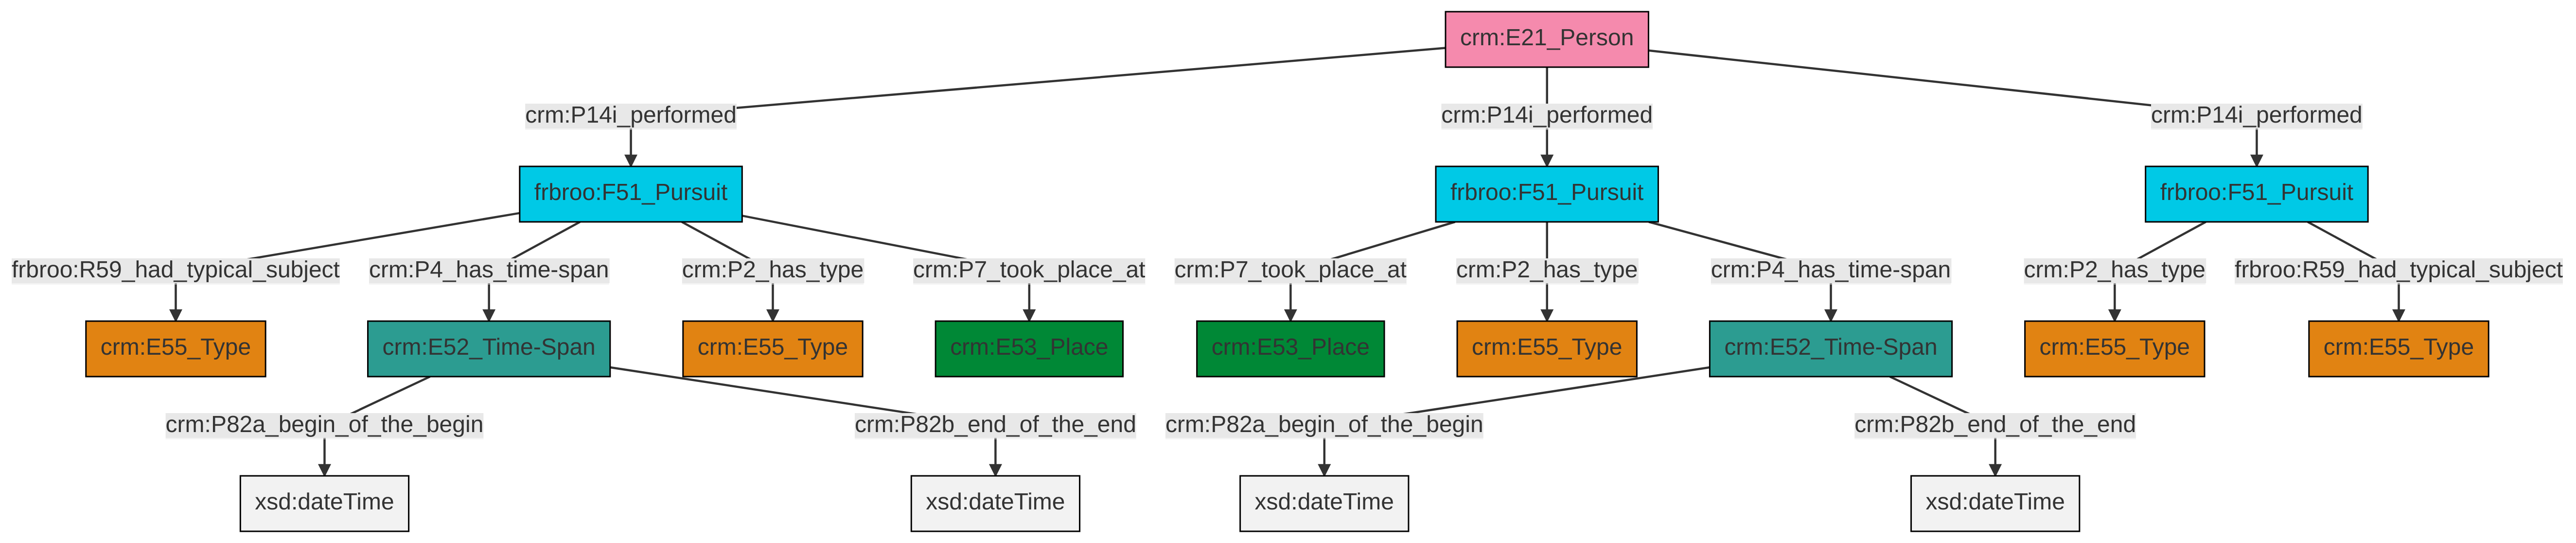 crm:E21_Person
crm:P14i_performed
crm:P14i_performed
crm:P14i_performed
frbroo:F51_Pursuit
frbroo:F51_Pursuit
frbroo:F51_Pursuit
frbroo:R59_had_typical_subject
crm:P4_has_time-span
crm:P2_has_type
crm:P7_took_place_at
crm:P7_took_place_at
crm:P2_has_type
crm:P4_has_time-span
crm:P2_has_type
frbroo:R59_had_typical_subject
crm:E55_Type
crm:E52_Time-Span
crm:E55_Type
crm:E53_Place
crm:E53_Place
crm:E55_Type
crm:E52_Time-Span
crm:E55_Type
crm:E55_Type
crm:P82a_begin_of_the_begin
crm:P82b_end_of_the_end
crm:P82a_begin_of_the_begin
crm:P82b_end_of_the_end
xsd:dateTime
xsd:dateTime
xsd:dateTime
xsd:dateTime